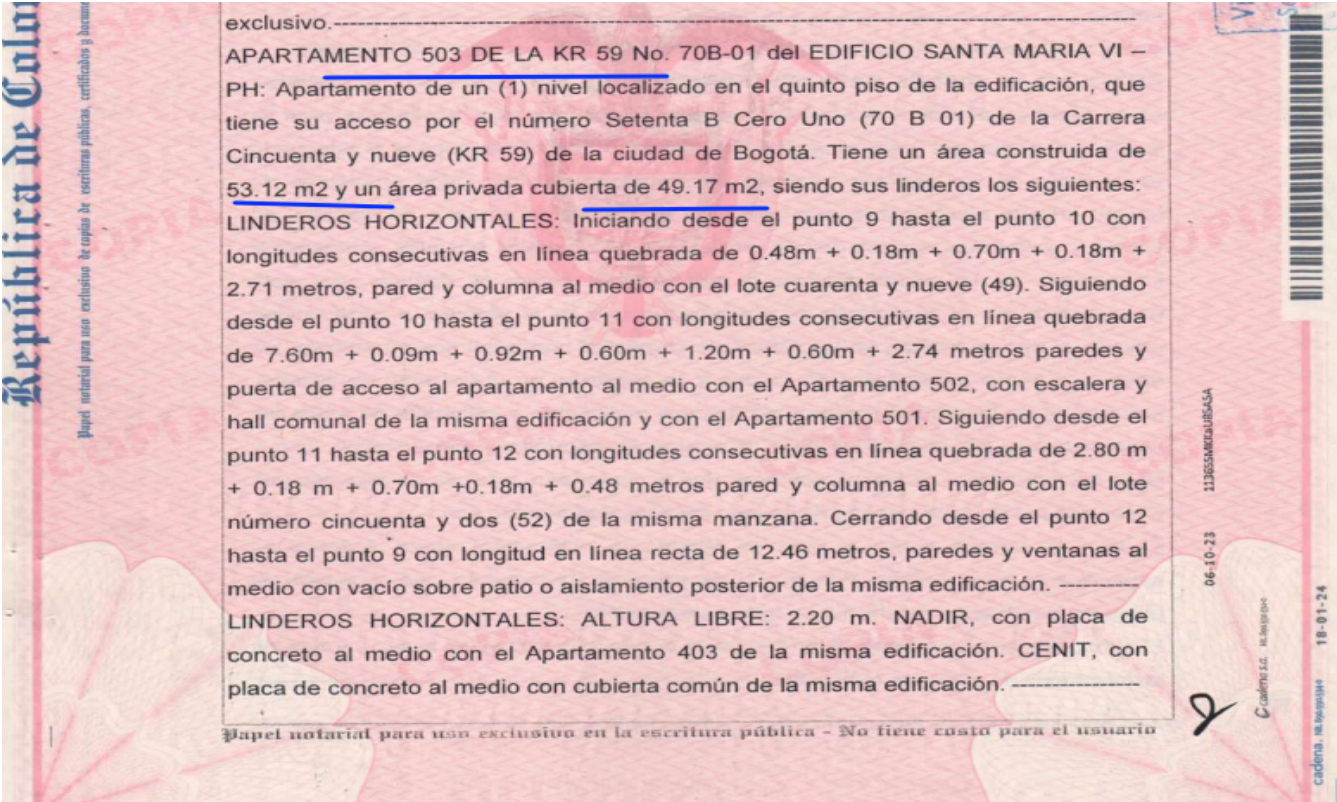 exclusivo.------------------------------------------------------------
APARTAMENTO 503 DE LA KR 59 No. 70B-01 del EDIFICIO SANTA MARIA VI –
PH: Apartamento de un (1) nivel localizado en el quinto piso de la edificación, que
tiene su acceso por el número Setenta B Cero Uno (70 B 01) de la Carrera
Cincuenta y nueve (KR 59) de la ciudad de Bogotá. Tiene un área construida de
53.12 m2 y un área privada cubierta de 49.17 m2, siendo sus linderos los siguientes:
LINDEROS HORIZONTALES: Iniciando desde el punto 9 hasta el punto 10 con
longitudes consecutivas en línea quebrada de 0.48m + 0.18m + 0.70m + 0.18m +
2.71 metros, pared y columna al medio con el lote cuarenta y nueve (49). Siguiendo
desde el punto 10 hasta el punto 11 con longitudes consecutivas en línea quebrada
de 7.60m + 0.09m + 0.92m + 0.60m + 1.20m + 0.60m + 2.74 metros paredes y
puerta de acceso al apartamento al medio con el Apartamento 502, con escalera y
hall comunal de la misma edificación y con el Apartamento 501. Siguiendo desde el
punto 11 hasta el punto 12 con longitudes consecutivas en línea quebrada de 2.80 m
+ 0.18 m + 0.70m +0.18m + 0.48 metros pared y columna al medio con el lote
número cincuenta y dos (52) de la misma manzana. Cerrando desde el punto 12
hasta el punto 9 con longitud en línea recta de 12.46 metros, paredes y ventanas al
medio con vacío sobre patio o aislamiento posterior de la misma edificación. ----------
LINDEROS HORIZONTALES: ALTURA LIBRE: 2.20 m. NADIR, con placa de
concreto al medio con el Apartamento 403 de la misma edificación. CENIT, con
placa de concreto al medio con cubierta común de la misma edificación. ----------------
Papel notarial para uso exclusivo en la escritura pública - No tiene costo para el usuario
República de Colom
Papel notarial para uso exclusivo de copias de escrituras públicas, certificados y docume
06-10-23
cadena s.a.
cadena.
18-01-24